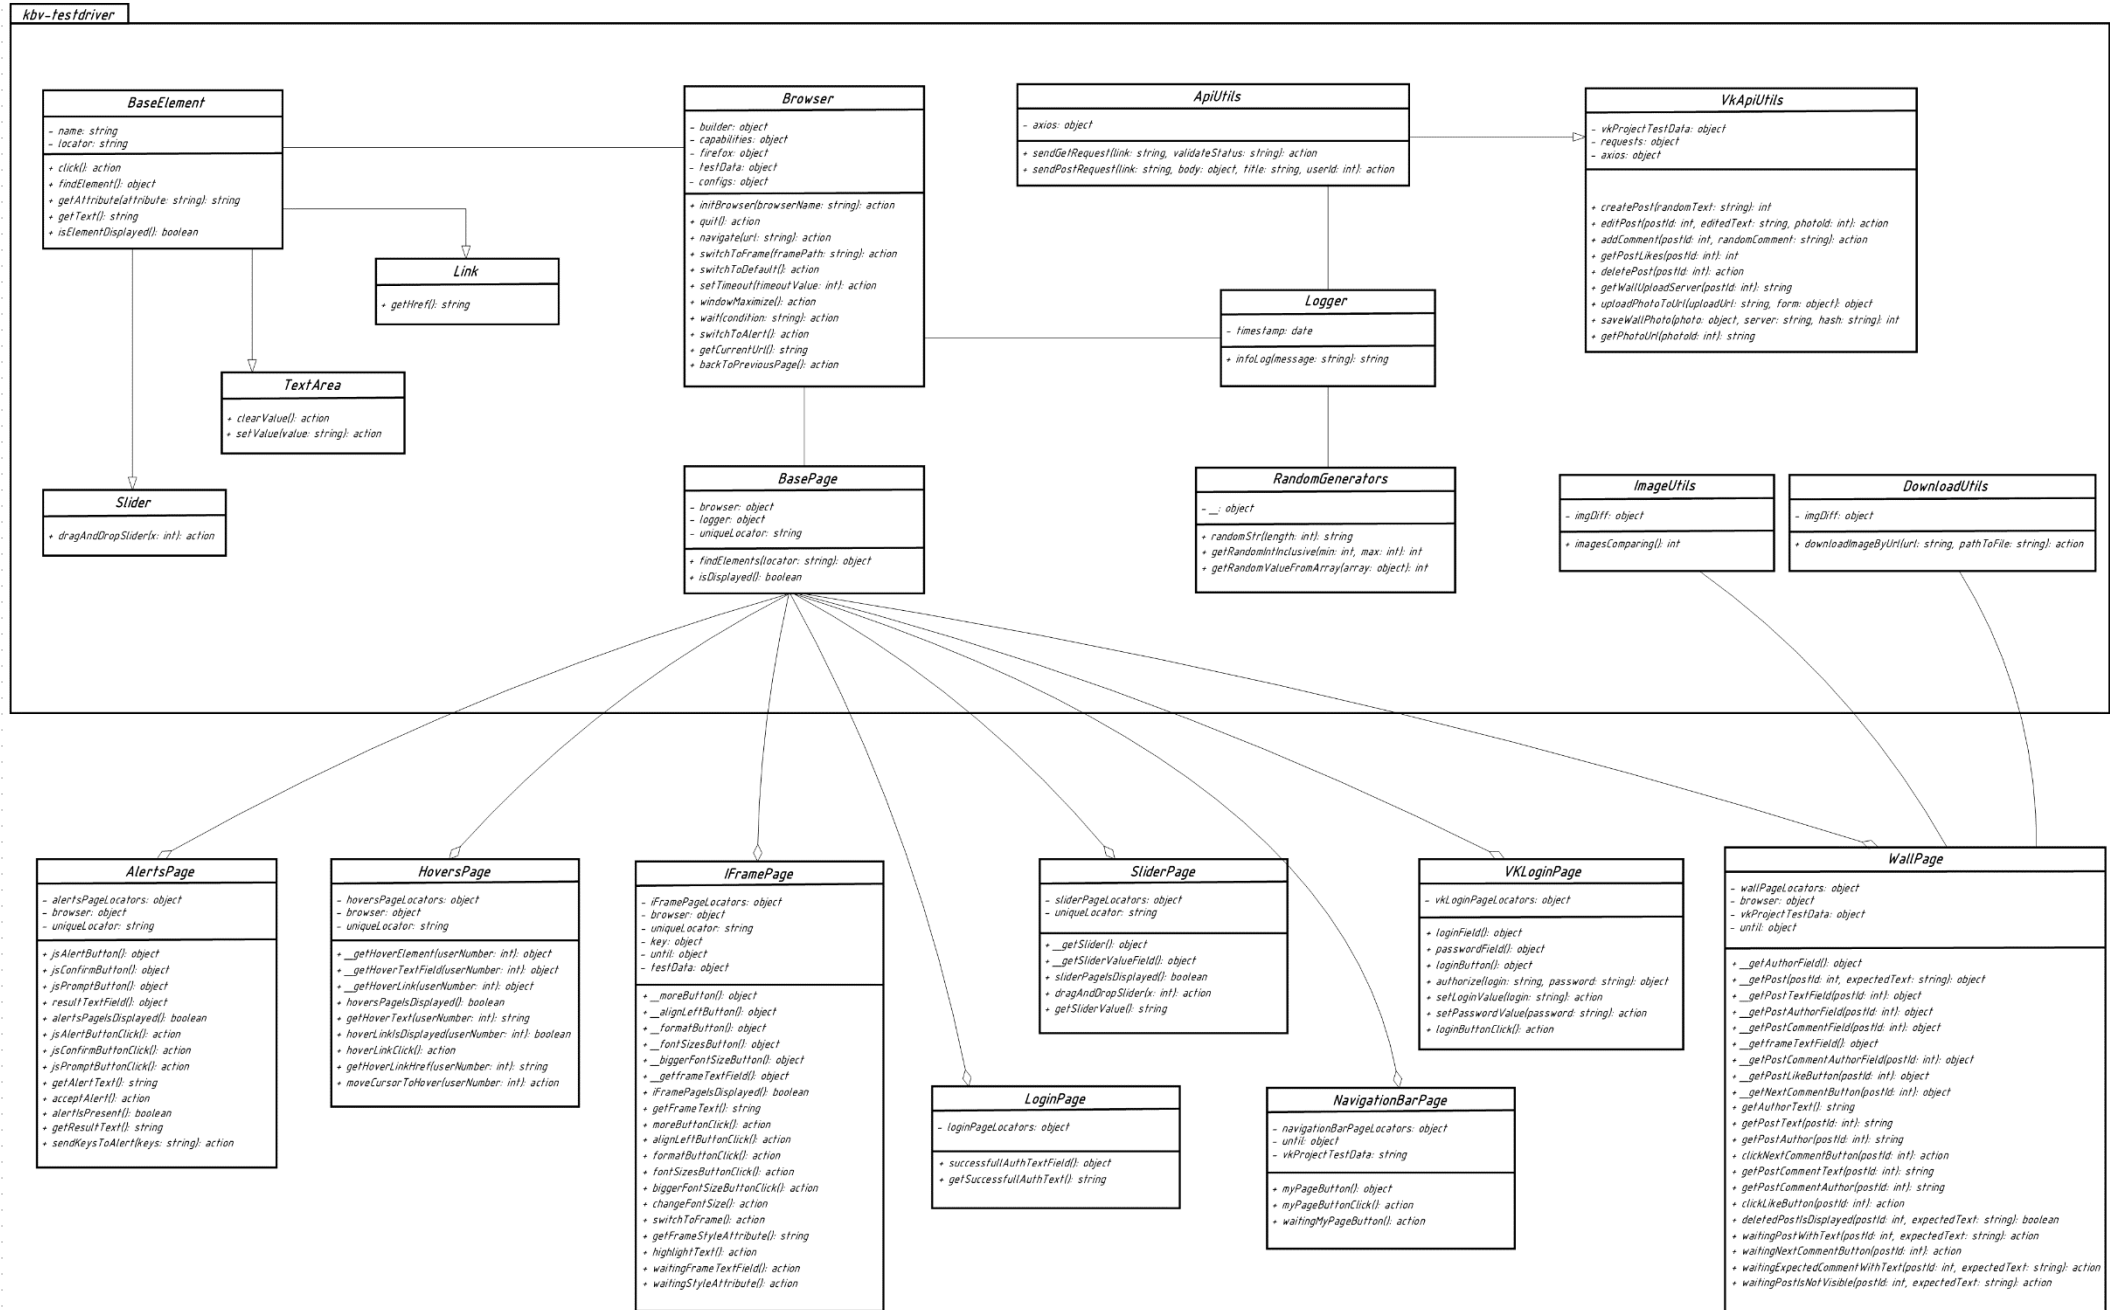 kbv-testdriver
BaseElement
- name: string
- locator: string
+ click(): action
+ findElement(): object
+ getAttribute(attribute: string): string
+ getText(): string
+ isElementDisplayed(): boolean
Browser
- builder: object
- capabilities: object
- firefox: object
- testData: object
- configs: object
+ initBrowser(browserName: string): action
+ quit(): action
+ navigate(url: string): action
+ switchToFrame(framePath: string): action
+ switchToDefault(): action
+ setTimeout(timeoutValue: int): action
+ windowMaximize(): action
+ wait(condition: string): action
+ switchToAlert(): action
+ getCurrentUrl(): string
+ backToPreviousPage(): action
ApiUtils
- axios: object
+ sendGetRequest(link: string, validateStatus: string): action
+ sendPostRequest(link: string, body: object, title: string, userId: int): action
VkApiUtils
- vkProjectTestData: object
- requests: object
- axios: object
+ createPost(randomText: string): int
+ editPost(postId: int, editedText: string, photoId: int): action
+ addComment(postId: int, randomComment: string): action
+ getPostLikes(postId: int): int
+ deletePost(postId: int): action
+ getWallUploadServer(postId: int): string
+ uploadPhotoToUrl(uploadUrl: string, form: object): object
+ saveWallPhoto(photo: object, server: string, hash: string): int
+ getPhotoUrl(photoId: int): string
Link
+ getHref(): string
Logger
- timestamp: date
+ infoLog(message: string): string
TextArea
+ clearValue(): action
+ setValue(value: string): action
Slider
+ dragAndDropSlider(x: int): action
BasePage
- browser: object
- logger: object
- uniqueLocator: string
+ findElements(locator: string): object
+ isDisplayed(): boolean
RandomGenerators
- __: object
+ randomStr(length: int): string
+ getRandomIntInclusive(min: int, max: int): int
+ getRandomValueFromArray(array: object): int
ImageUtils
- imgDiff: object
+ imagesComparing(): int
DownloadUtils
- imgDiff: object
+ downloadImageByUrl(url: string, pathToFile: string): action
AlertsPage
- alertsPageLocators: object
- browser: object
- uniqueLocator: string
+ jsAlertButton(): object
+ jsConfirmButton(): object
+ jsPromptButton(): object
+ resultTextField(): object
+ alertsPageIsDisplayed(): boolean
+ jsAlertButtonClick(): action
+ jsConfirmButtonClick(): action
+ jsPromptButtonClick(): action
+ getAlertText(): string
+ acceptAlert(): action
+ alertIsPresent(): boolean
+ getResultText(): string
+ sendKeysToAlert(keys: string): action
HoversPage
- hoversPageLocators: object
- browser: object
- uniqueLocator: string
+ __getHoverElement(userNumber: int): object
+ __getHoverTextField(userNumber: int): object
+ __getHoverLink(userNumber: int): object
+ hoversPageIsDisplayed(): boolean
+ getHoverText(userNumber: int): string
+ hoverLinkIsDisplayed(userNumber: int): boolean
+ hoverLinkClick(): action
+ getHoverLinkHref(userNumber: int): string
+ moveCursorToHover(userNumber: int): action
IFramePage
- iFramePageLocators: object
- browser: object
- uniqueLocator: string
- key: object
- until: object
- testData: object
+ __moreButton(): object
+ __alignLeftButton(): object
+ __formatButton(): object
+ __fontSizesButton(): object
+ __biggerFontSizeButton(): object
+ __getframeTextField(): object
+ iFramePageIsDisplayed(): boolean
+ getFrameText(): string
+ moreButtonClick(): action
+ alignLeftButtonClick(): action
+ formatButtonClick(): action
+ fontSizesButtonClick(): action
+ biggerFontSizeButtonClick(): action
+ changeFontSize(): action
+ switchToFrame(): action
+ getFrameStyleAttribute(): string
+ highlightText(): action
+ waitingFrameTextField(): action
+ waitingStyleAttribute(): action
LoginPage
- loginPageLocators: object
+ successfullAuthTextField(): object
+ getSuccessfullAuthText(): string
SliderPage
- sliderPageLocators: object
- uniqueLocator: string
+ __getSlider(): object
+ __getSliderValueField(): object
+ sliderPageIsDisplayed(): boolean
+ dragAndDropSlider(x: int): action
+ getSliderValue(): string
NavigationBarPage
- navigationBarPageLocators: object
- until: object
- vkProjectTestData: string
+ myPageButton(): object
+ myPageButtonClick(): action
+ waitingMyPageButton(): action
VKLoginPage
- vkLoginPageLocators: object
+ loginField(): object
+ passwordField(): object
+ loginButton(): object
+ authorize(login: string, password: string): object
+ setLoginValue(login: string): action
+ setPasswordValue(password: string): action
+ loginButtonClick(): action
WallPage
- wallPageLocators: object
- browser: object
- vkProjectTestData: object
- until: object
+ __getAuthorField(): object
+ __getPost(postId: int, expectedText: string): object
+ __getPostTextField(postId: int): object
+ __getPostAuthorField(postId: int): object
+ __getPostCommentField(postId: int): object
+ __getframeTextField(): object
+ __getPostCommentAuthorField(postId: int): object
+ __getPostLikeButton(postId: int): object
+ __getNextCommentButton(postId: int): object
+ getAuthorText(): string
+ getPostText(postId: int): string
+ getPostAuthor(postId: int): string
+ clickNextCommentButton(postId: int): action
+ getPostCommentText(postId: int): string
+ getPostCommentAuthor(postId: int): string
+ clickLikeButton(postId: int): action
+ deletedPostIsDisplayed(postId: int, expectedText: string): boolean
+ waitingPostWithText(postId: int, expectedText: string): action
+ waitingNextCommentButton(postId: int): action
+ waitingExpectedCommentWithText(postId: int, expectedText: string): action
+ waitingPostIsNotVisible(postId: int, expectedText: string): action